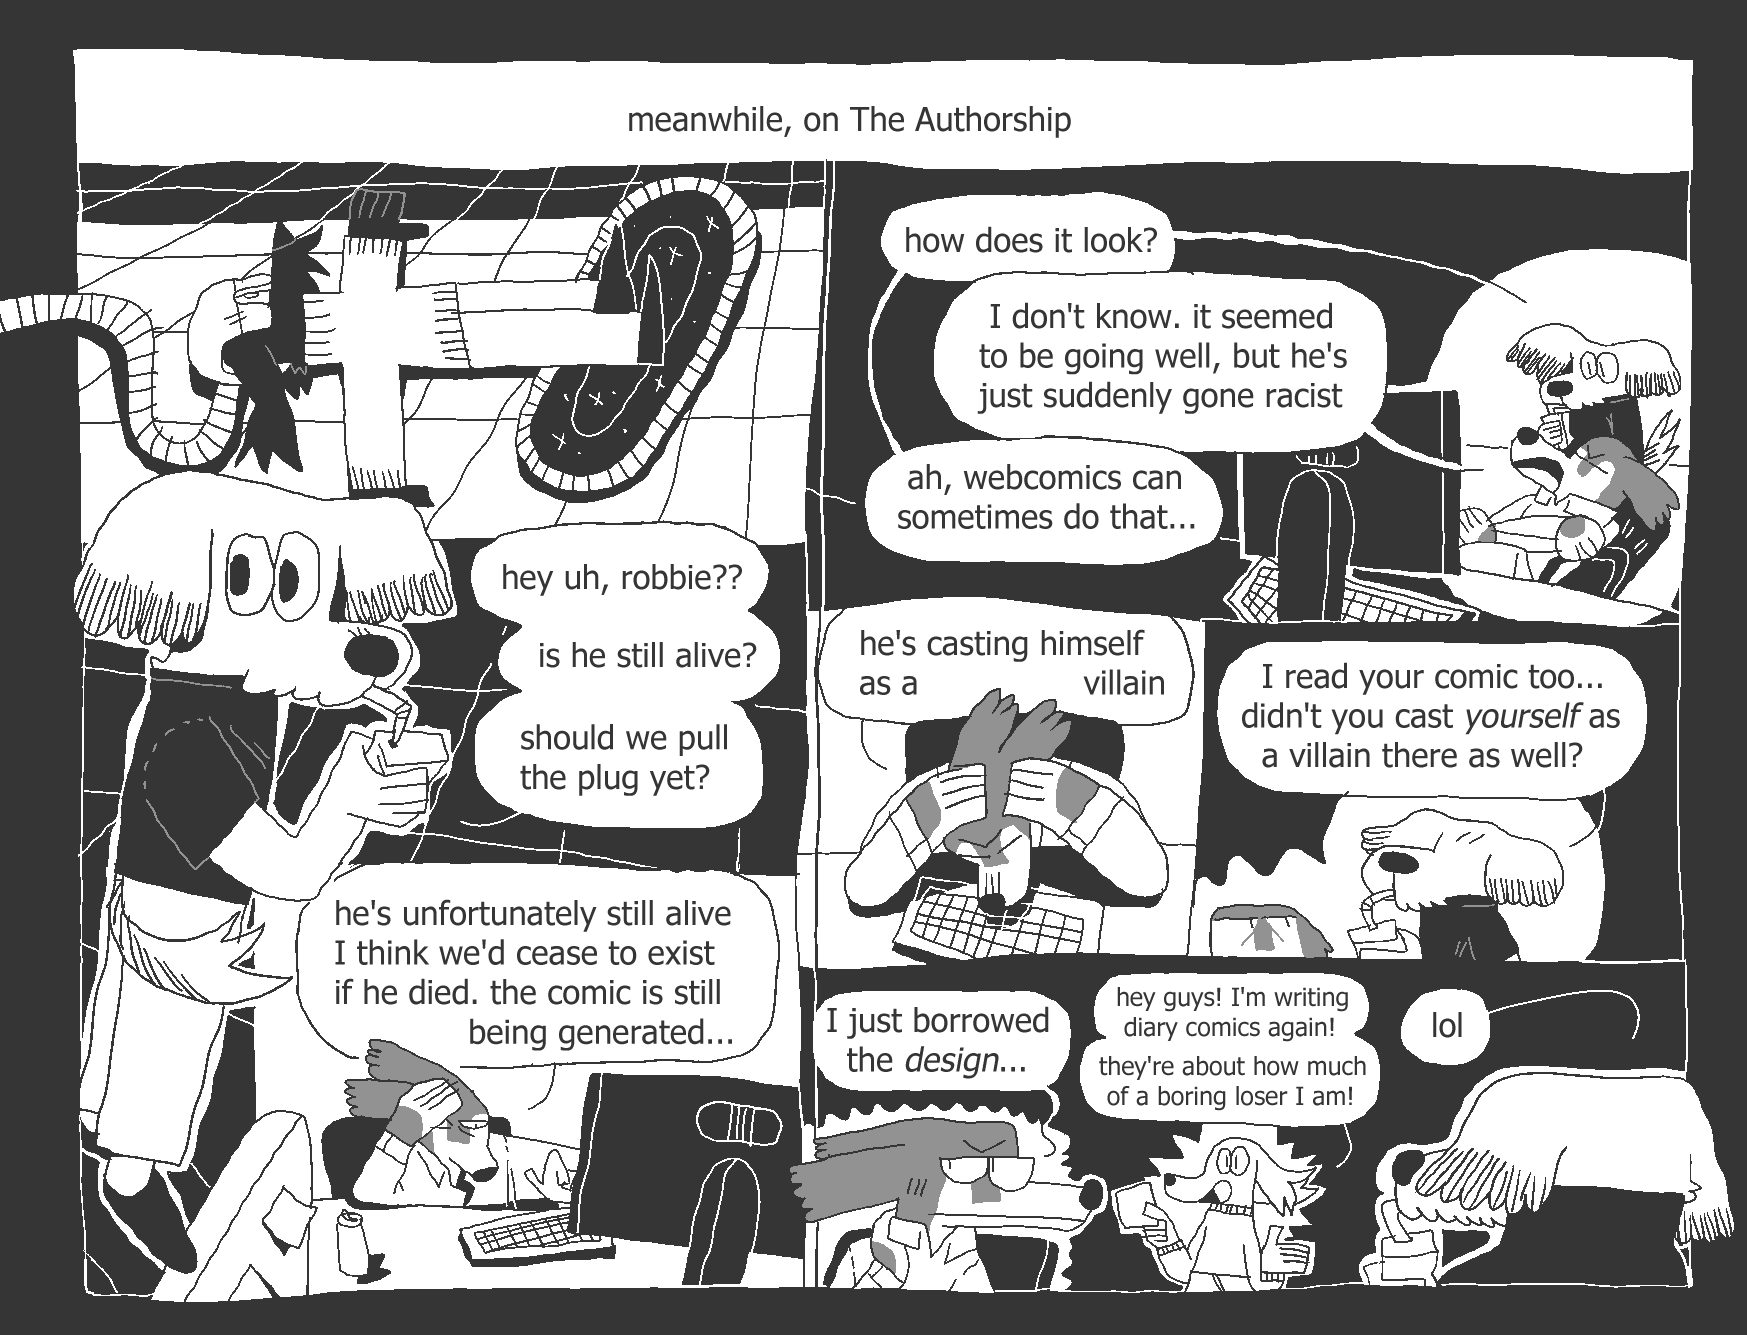 meanwhile, on The Authorship
hey uh, robbie??
is he still alive?
should we pull
the plug yet?
he's unfortunately still alive
I think we'd cease to exist
if he died. the comic is still
being generated...
how does it look?
I don't know. it seemed
to be going well, but he's
just suddenly gone racist
ah, webcomics can
sometimes do that...
he's casting himself
as a villain
I read your comic too...
didn't you cast yourself as
a villain there as well?
I just borrowed
the design...
hey guys! I'm writing
diary comics again!
they're about how much
of a boring loser I am!
lol